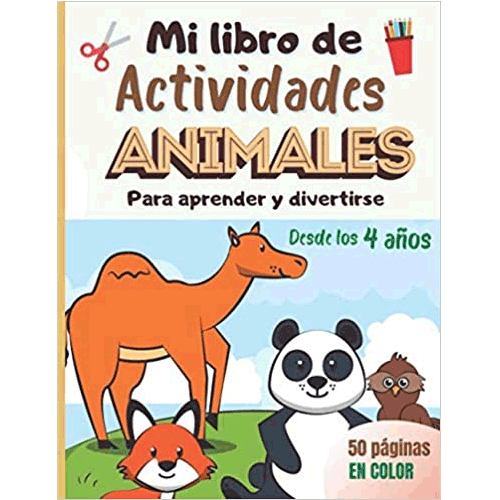 Mi libro de
Actividades
ANIMALES
Para aprender y divertirse
Desde los 4 años
50 páginas
EN COLOR